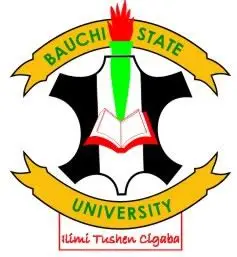 BAUCHI STATE
UNIVERSITY
Ilimi Tushen Cigaba